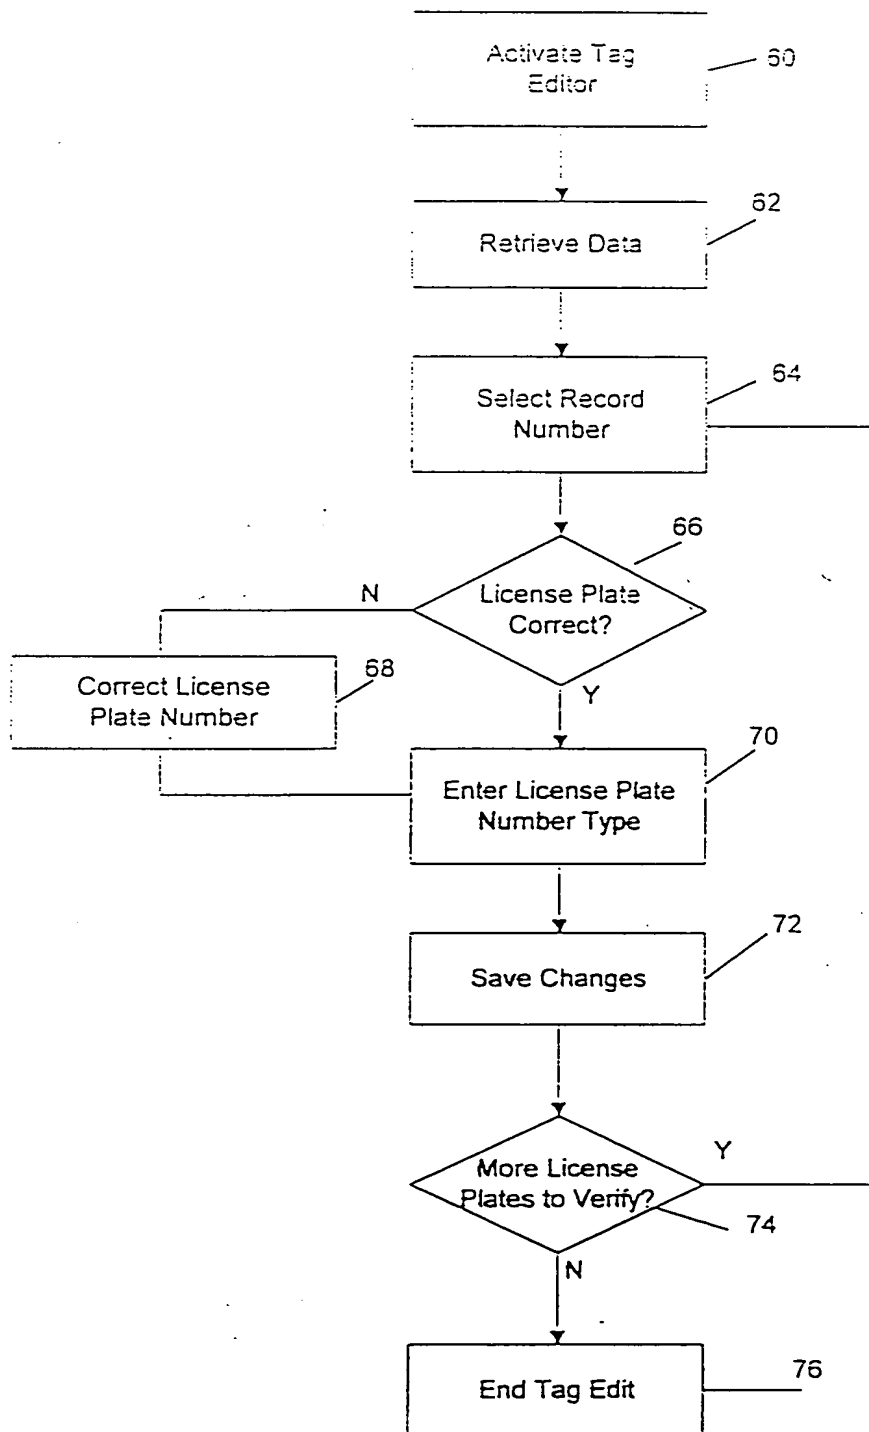 Activate Tag
Editor
60
62
Retrieve Data
64
Select Record
Number
66
N
License Plate
Correct?
Correct License
Plate Number
68
Y
70
Enter License Plate
Number Type
72
Save Changes
Y
More License
Plates to Verify?
74
N
End Tag Edit
76